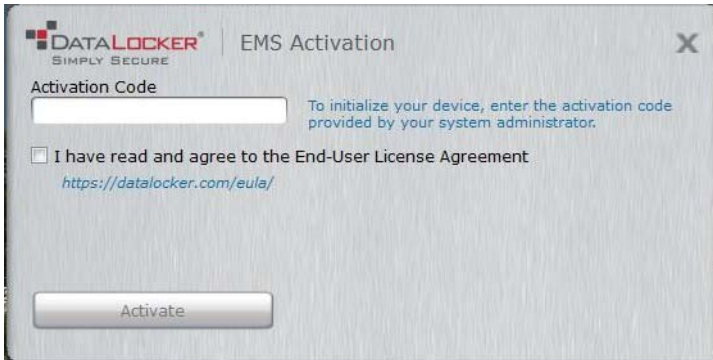 DATALOCKER® EMS Activation X
SIMPLY SECURE
Activation Code
To initialize your device, enter the activation code
provided by your system administrator.
I have read and agree to the End-User License Agreement
https://datalocker.com/eula/
Activate